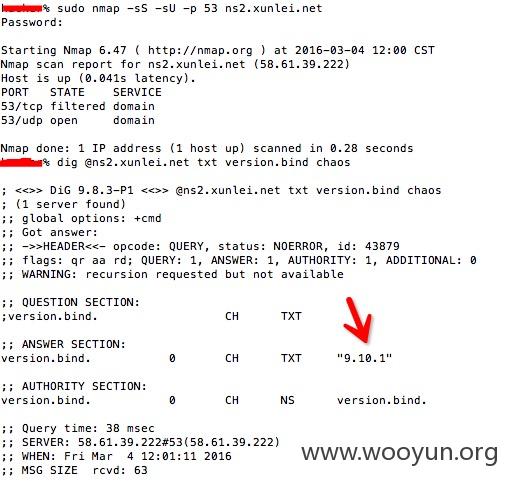 % sudo nmap -sS -sU -p 53 ns2.xunlei.net
Password:
Starting Nmap 6.47 ( http://nmap.org ) at 2016-03-04 12:00 CST
Nmap scan report for ns2.xunlei.net (58.61.39.222)
Host is up (0.041s latency).
PORT   STATE    SERVICE
53/tcp filtered domain
53/udp open     domain
Nmap done: 1 IP address (1 host up) scanned in 0.28 seconds
% dig @ns2.xunlei.net txt version.bind chaos
; <<>> DiG 9.8.3-P1 <<>> @ns2.xunlei.net txt version.bind chaos
; (1 server found)
;; global options: +cmd
;; Got answer:
;; ->>HEADER<<- opcode: QUERY, status: NOERROR, id: 43879
;; flags: qr aa rd; QUERY: 1, ANSWER: 1, AUTHORITY: 1, ADDITIONAL: 0
;; WARNING: recursion requested but not available
;; QUESTION SECTION:
;version.bind.			CH	TXT
;; ANSWER SECTION:
version.bind.		0	CH	TXT	"9.10.1"
;; AUTHORITY SECTION:
version.bind.		0	CH	NS	version.bind.
;; Query time: 38 msec
;; SERVER: 58.61.39.222#53(58.61.39.222)
;; WHEN: Fri Mar  4 12:01:11 2016
;; MSG SIZE  rcvd: 63
www.wooyun.org